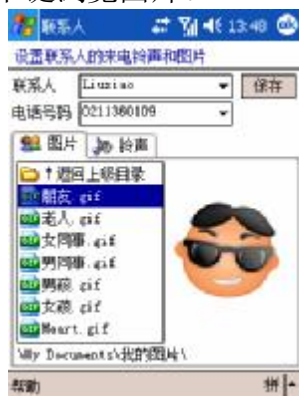 联系人 13:48
设置联系人的来电铃声和图片
联系人 Liuxiao 保存
电话号码 0211380109
图片 铃声
↑返回上级目录
朋友.gif
老人.gif
女同事.gif
男同事.gif
男孩.gif
女孩.gif
Heart.gif
\My Documents\我的图片\
帮助 拼